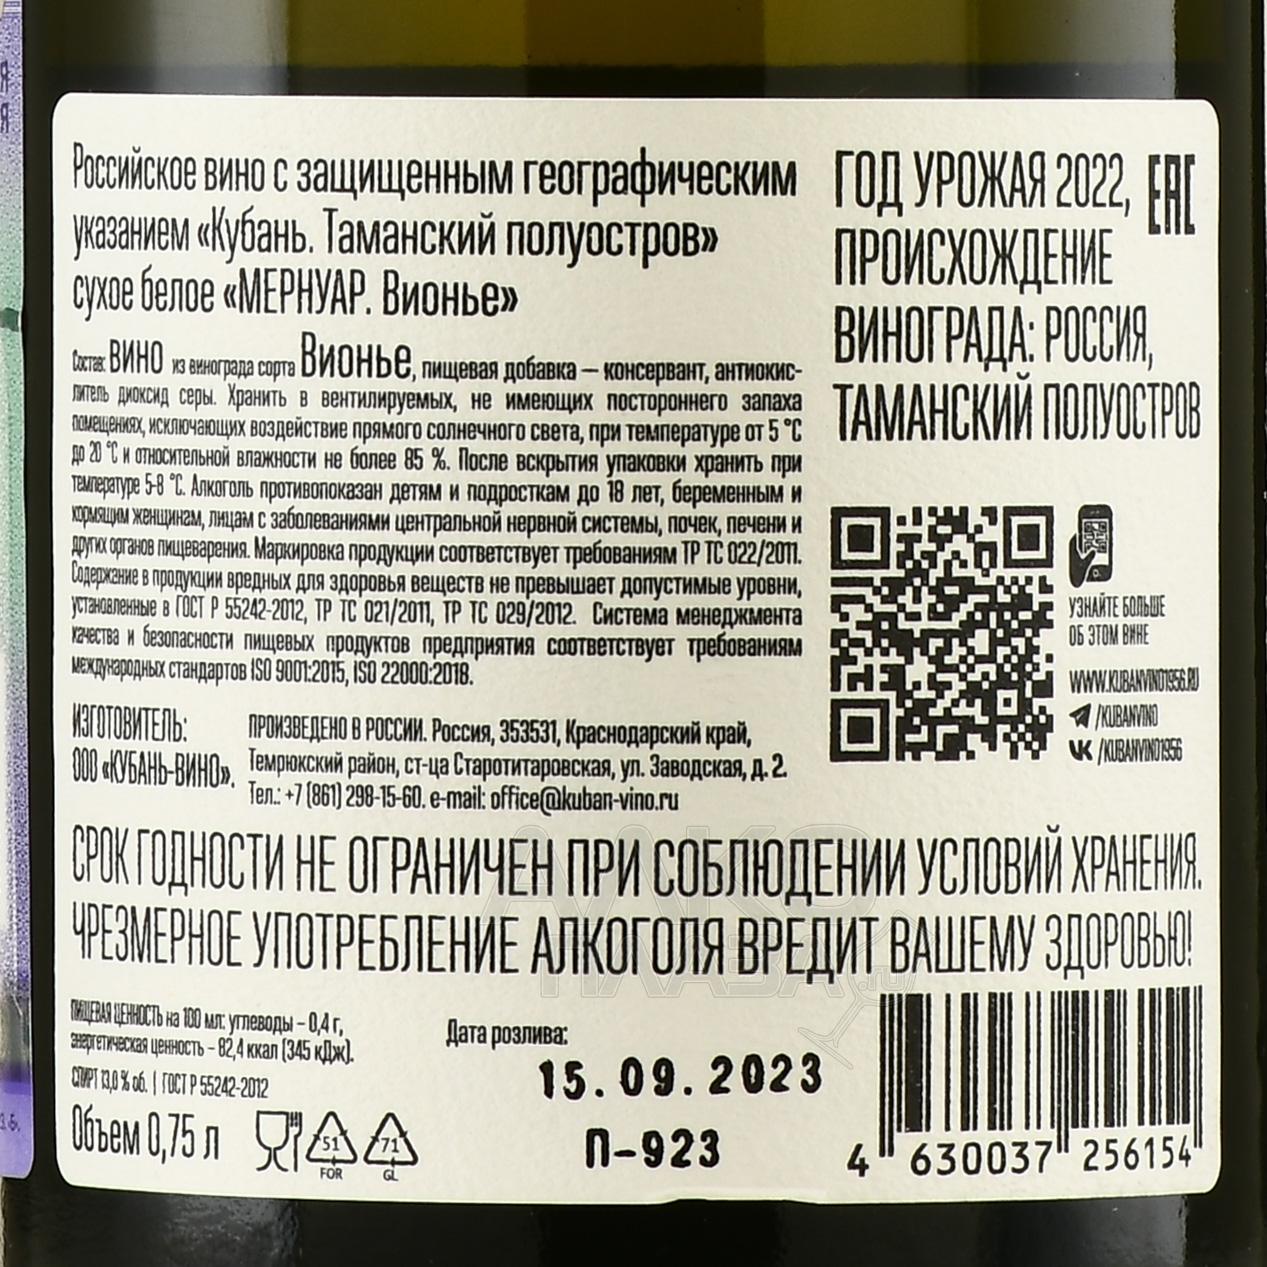 Российское вино с защищенным географическим
указанием «Кубань. Таманский полуостров»
сухое белое «МЕРНУАР. Вионье»
Состав: ВИНО из винограда сорта Вионье, пищевая добавка – консервант, антиокис-
литель диоксид серы. Хранить в вентилируемых, не имеющих постороннего запаха
помещениях, исключающих воздействие прямого солнечного света, при температуре от 5 °С
до 20 °С и относительной влажности не более 85 %. После вскрытия упаковки хранить при
температуре 5-8 °С. Алкоголь противопоказан детям и подросткам до 18 лет, беременным и
кормящим женщинам, лицам с заболеваниями центральной нервной системы, почек, печени и
других органов пищеварения. Маркировка продукции соответствует требованиям ТР ТС 022/2011.
Содержание в продукции вредных для здоровья веществ не превышает допустимые уровни,
установленные в ГОСТ Р 55242-2012, ТР ТС 021/2011, ТР ТС 029/2012. Система менеджмента
качества и безопасности пищевых продуктов предприятия соответствует требованиям
международных стандартов ISO 9001:2015, ISO 22000:2018.
ИЗГОТОВИТЕЛЬ:
ООО «КУБАНЬ-ВИНО».
ПРОИЗВЕДЕНО В РОССИИ. Россия, 353531, Краснодарский край,
Темрюкский район, ст-ца Старотитаровская, ул. Заводская, д. 2.
Тел.: +7 (861) 298-15-60. e-mail: office@kuban-vino.ru
ГОД УРОЖАЯ 2022,
ПРОИСХОЖДЕНИЕ
ВИНОГРАДА: РОССИЯ,
ТАМАНСКИЙ ПОЛУОСТРОВ
EAC
УЗНАЙТЕ БОЛЬШЕ
ОБ ЭТОМ ВИНЕ
WWW.KUBANVINO1956.RU
/KUBANVINO
/KUBANVINO1956
СРОК ГОДНОСТИ НЕ ОГРАНИЧЕН ПРИ СОБЛЮДЕНИИ УСЛОВИЙ ХРАНЕНИЯ.
ЧРЕЗМЕРНОЕ УПОТРЕБЛЕНИЕ АЛКОГОЛЯ ВРЕДИТ ВАШЕМУ ЗДОРОВЬЮ!
АЛКО
ПЛАЗА.ru
ПИЩЕВАЯ ЦЕННОСТЬ на 100 мл: углеводы – 0,4 г,
энергетическая ценность – 82,4 ккал (345 кДж).
СПИРТ 13,0 % об. | ГОСТ Р 55242-2012
Объем 0,75 л
51
FOR
71
GL
Дата розлива:
15.09.2023
П-923
4 630037 256154